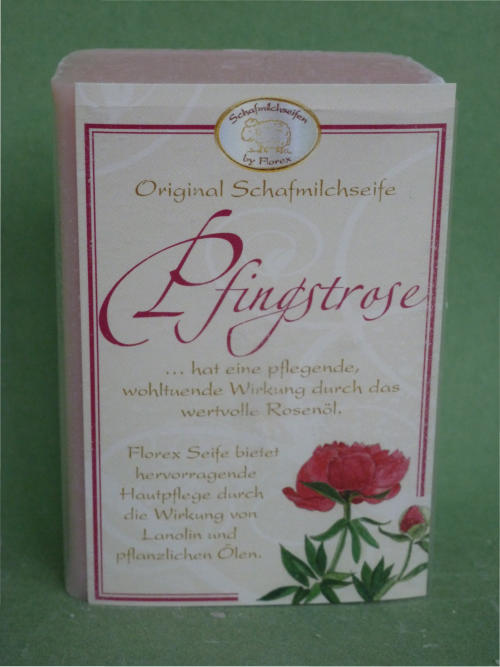 Schafmilchseifen
by Florex
Original Schafmilchseife
Pfingstrose
... hat eine pflegende,
wohltuende Wirkung durch das
wertvolle Rosenöl.
Florex Seife bietet
hervorragende
Hautpflege durch
die Wirkung von
Lanolin und
pflanzlichen Ölen.